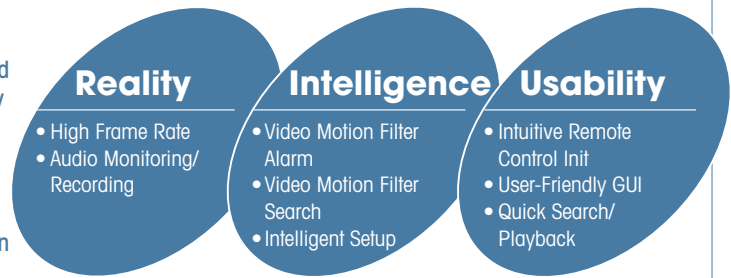 Reality
• High Frame Rate
• Audio Monitoring/
Recording
Intelligence
• Video Motion Filter
Alarm
• Video Motion Filter
Search
• Intelligent Setup
Usability
• Intuitive Remote
Control Init
• User-Friendly GUI
• Quick Search/
Playback